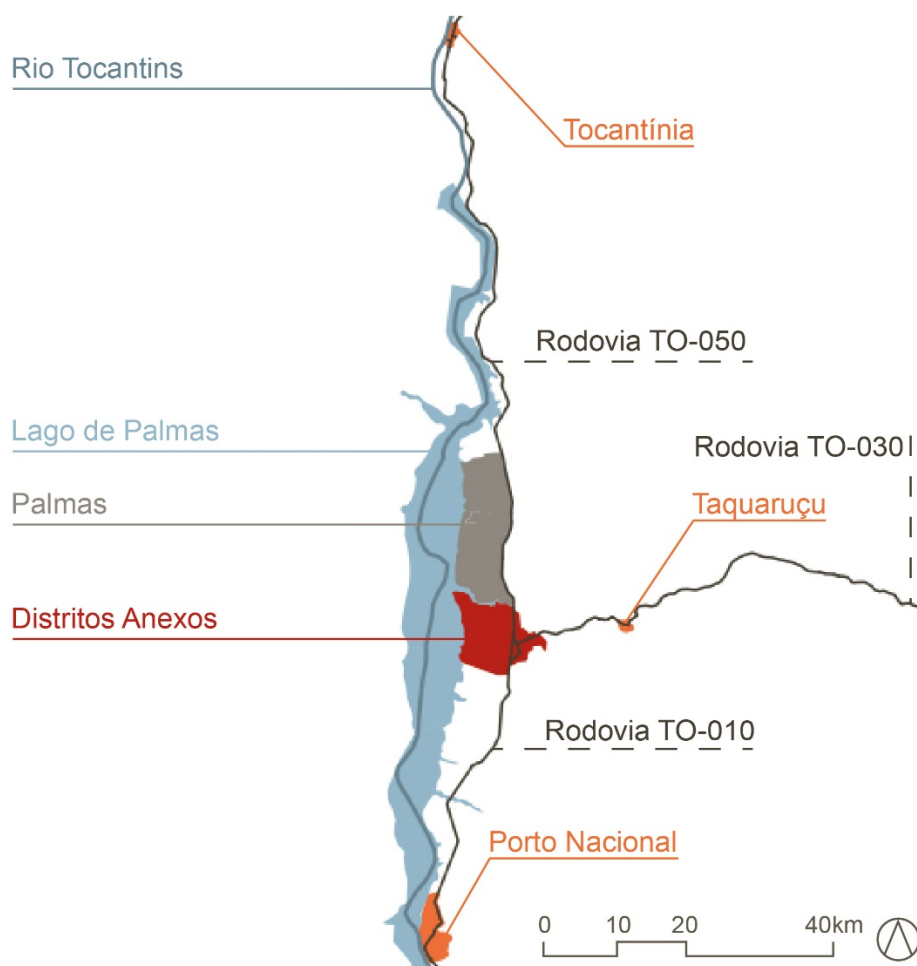 Rio Tocantins
Tocantínia
Rodovia TO-050
Lago de Palmas
Rodovia TO-030
Palmas
Taquaruçu
Distritos Anexos
Rodovia TO-010
Porto Nacional
0 10 20 40km